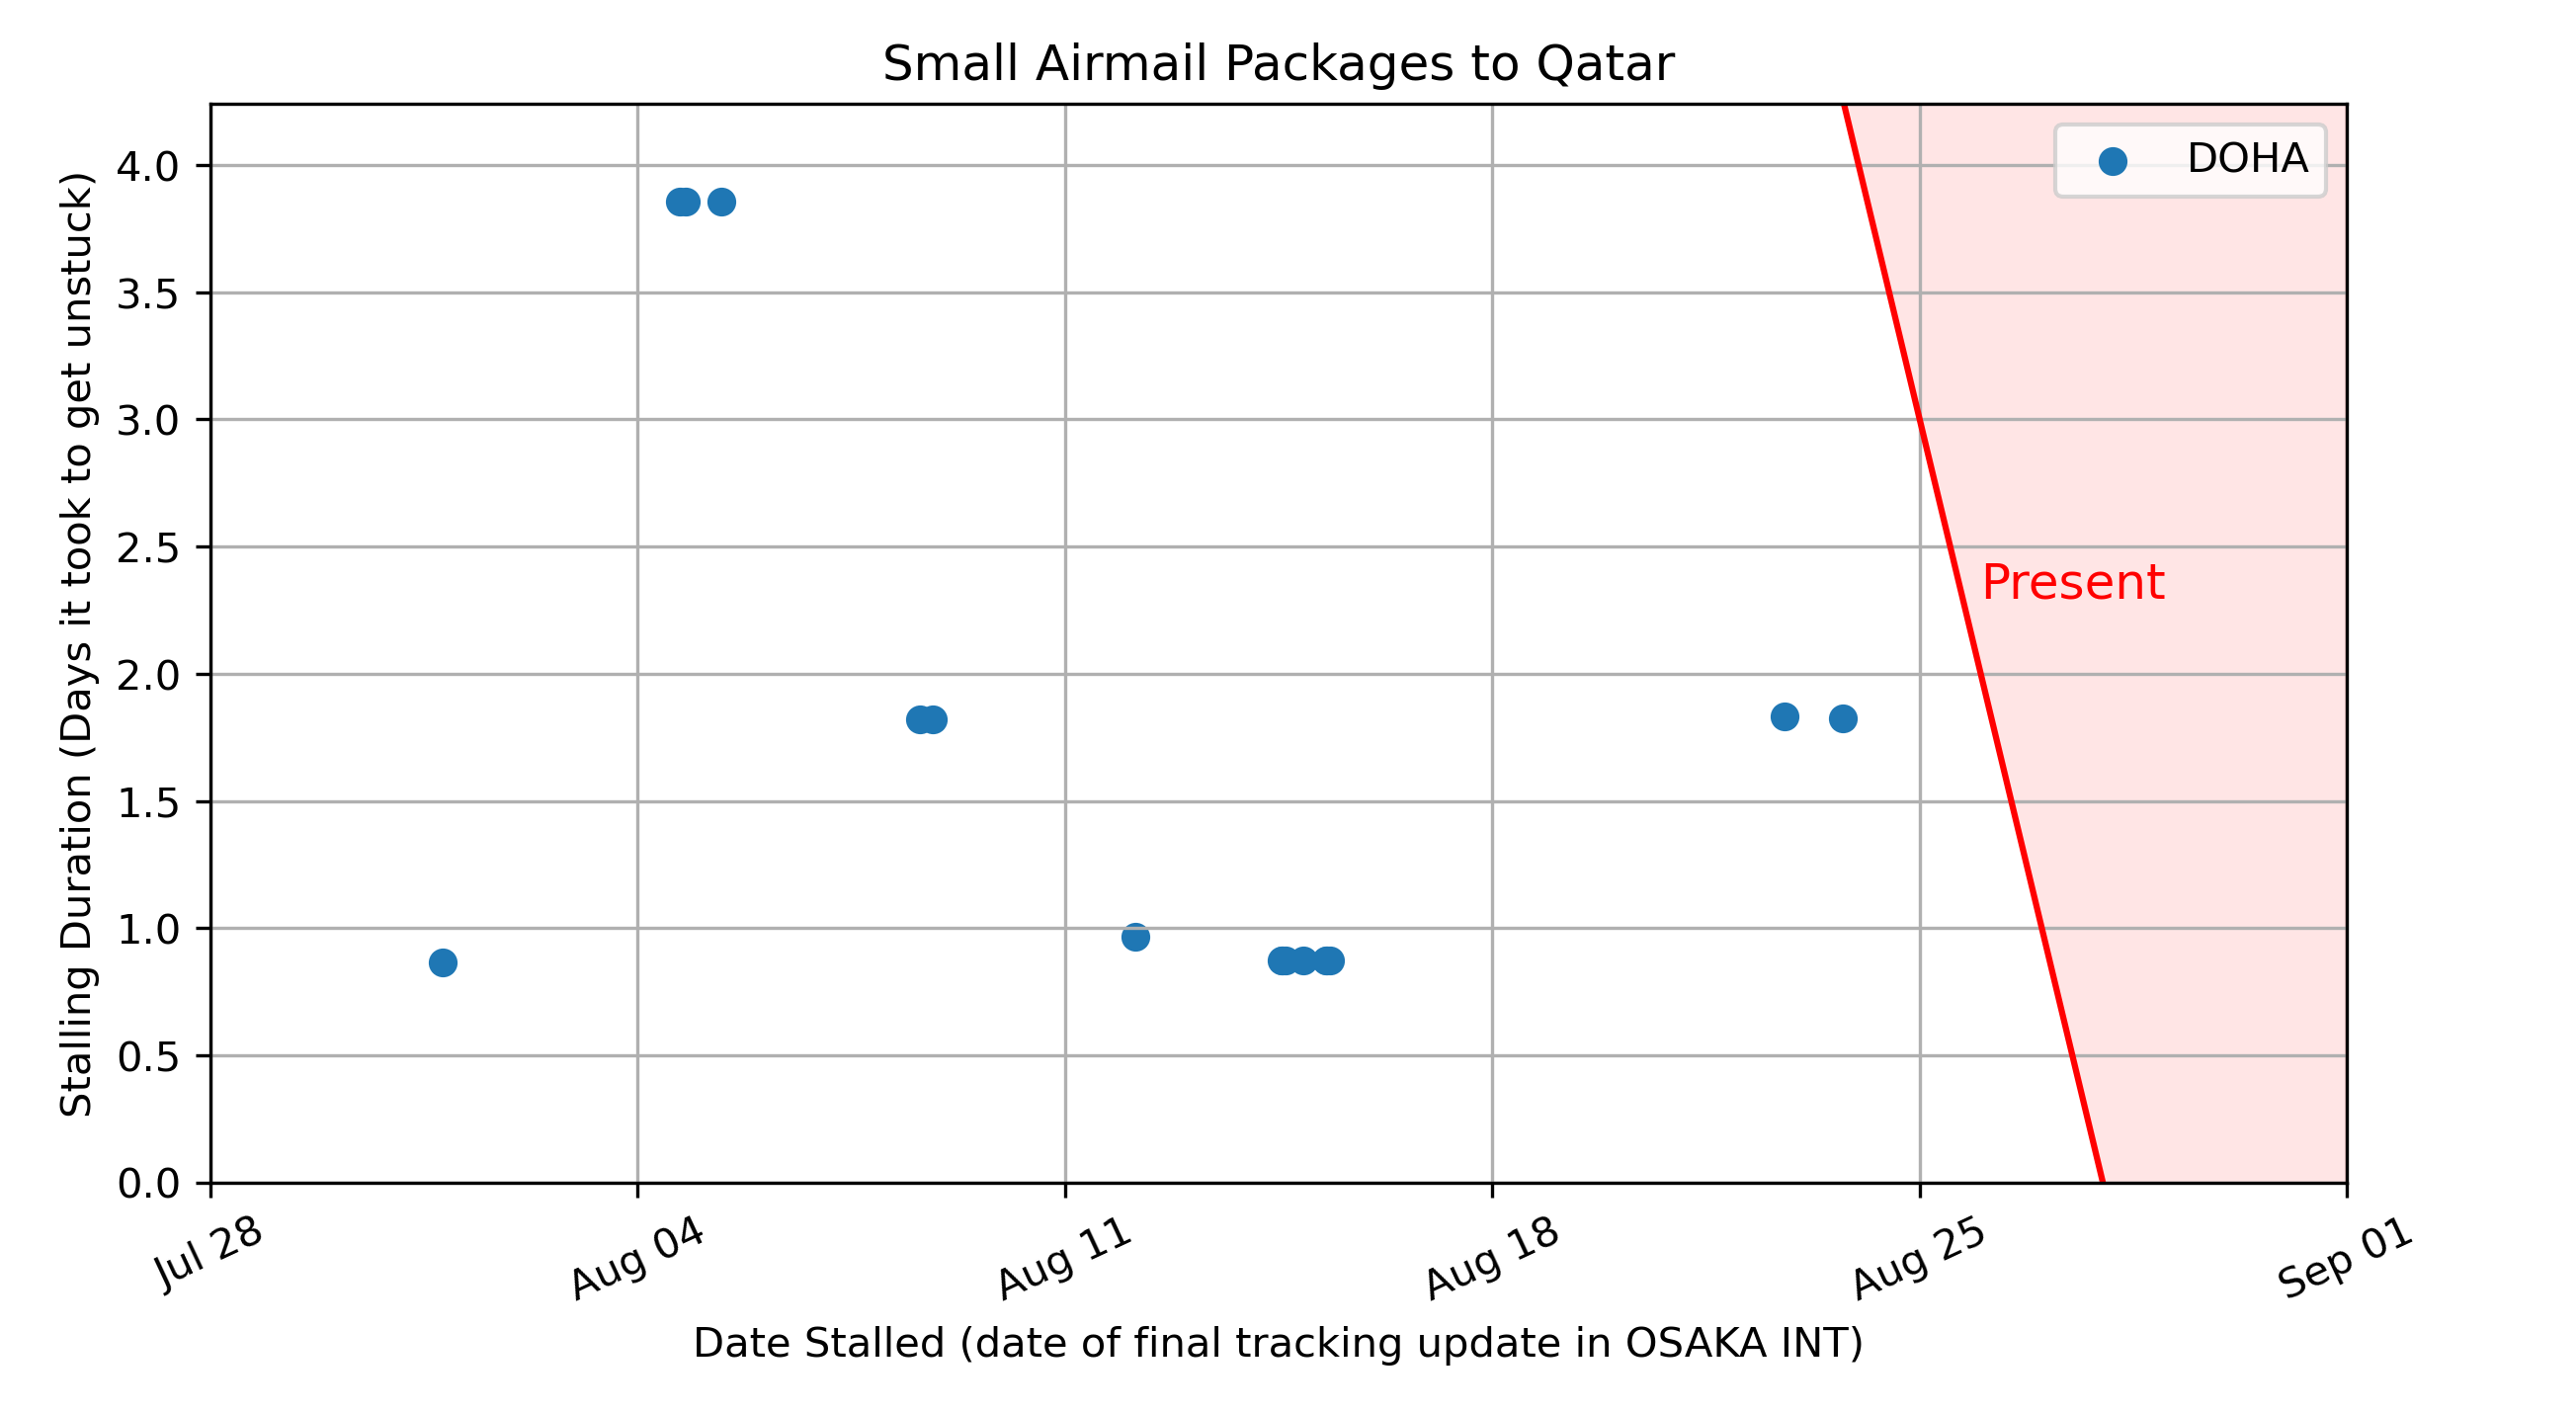 Small Airmail Packages to Qatar
DOHA
Present
Stalling Duration (Days it took to get unstuck)
4.0
3.5
3.0
2.5
2.0
1.5
1.0
0.5
0.0
Jul 28
Aug 04
Aug 11
Aug 18
Aug 25
Sep 01
Date Stalled (date of final tracking update in OSAKA INT)